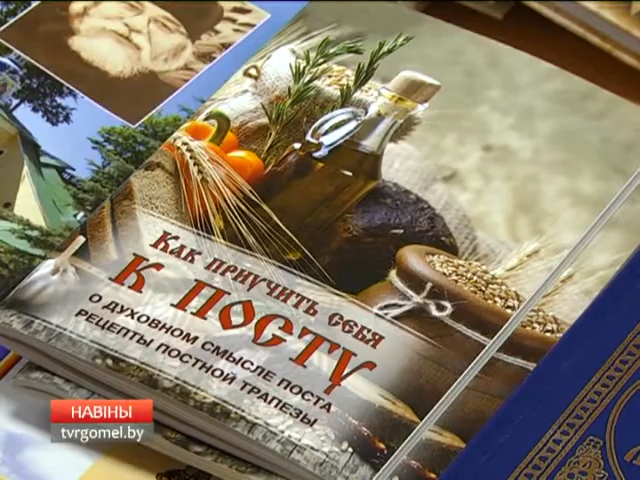 Как приучить себя
к посту
О ДУХОВНОМ СМЫСЛЕ ПОСТА
РЕЦЕПТЫ ПОСТНОЙ ТРАПЕЗЫ
НАВІНЫ
tvrgomel.by